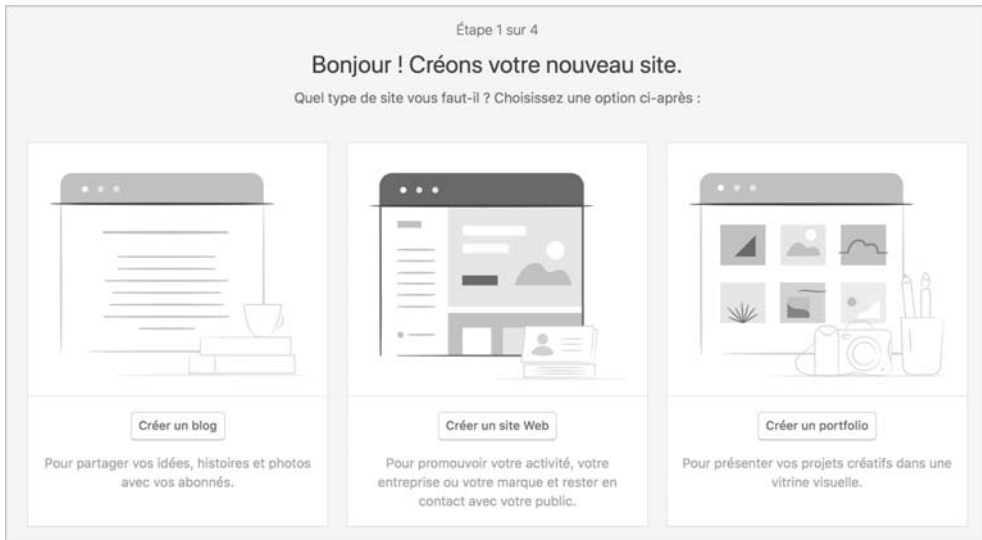 Étape 1 sur 4
Bonjour ! Créons votre nouveau site.
Quel type de site vous faut-il ? Choisissez une option ci-après :
Créer un blog
Pour partager vos idées, histoires et photos
avec vos abonnés.
Créer un site Web
Pour promouvoir votre activité, votre
entreprise ou votre marque et rester en
contact avec votre public.
Créer un portfolio
Pour présenter vos projets créatifs dans une
vitrine visuelle.